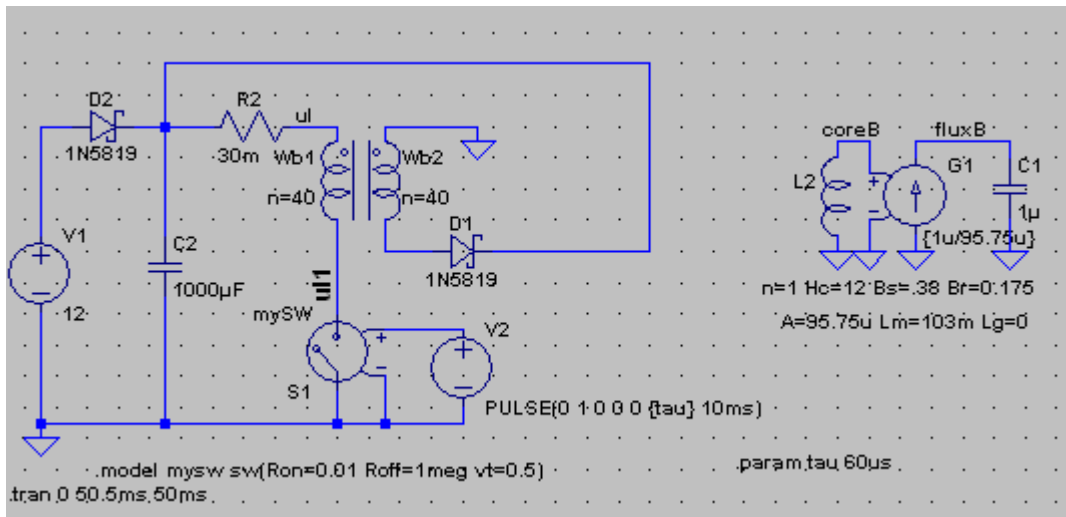 D2
1N5819
R2
30m
ul
Wb1
n=40
Wb2
n=40
D1
1N5819
V1
12
C2
1000µF
ul1
mySW
S1
V2
PULSE(0 1 0 0 0 {tau} 10ms)
coreB
fluxB
L2
G1
{1u/95.75u}
C1
1µ
n=1 Hc=12 Bs=.38 Br=0.175
A=95.75u Lm=103m Lg=0
.model mysw sw(Ron=0.01 Roff=1meg vt=0.5)
.param tau 60µs
.tran 0 50.5ms 50ms